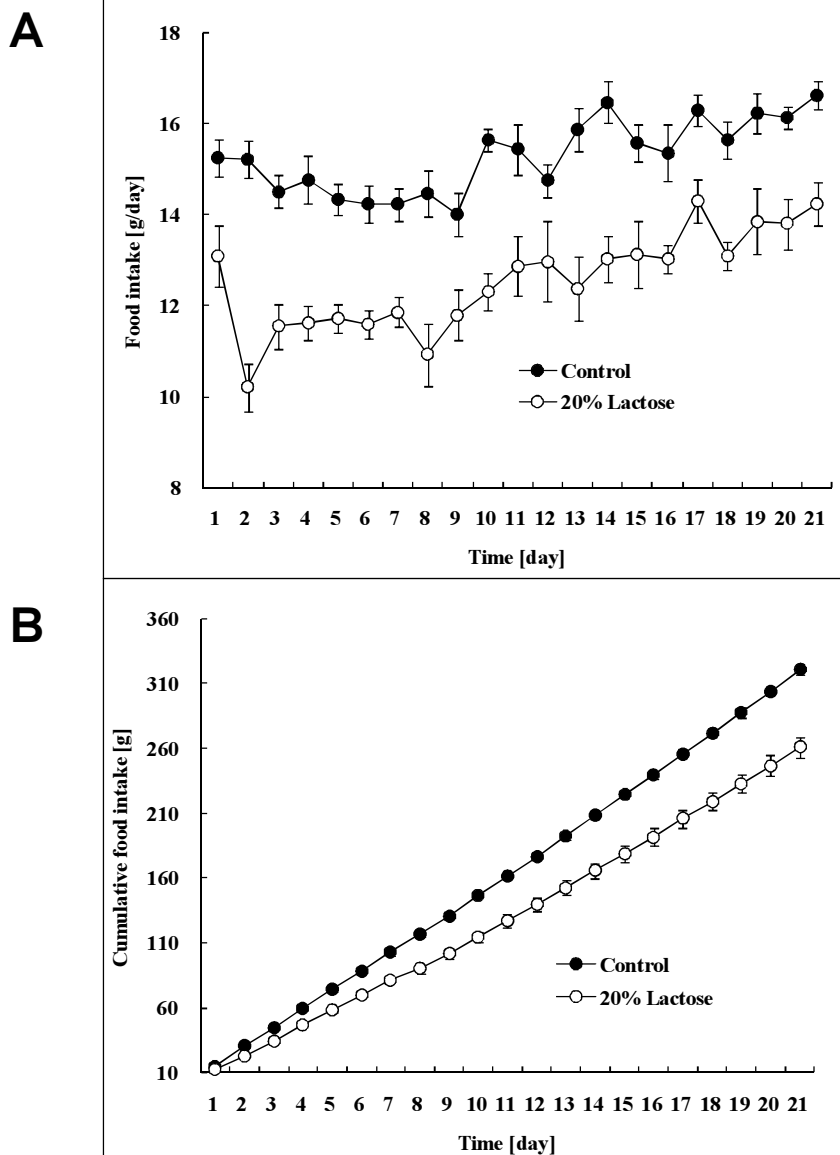 A
18
16
14
12
10
8
Food intake [g/day]
Control
20% Lactose
1 2 3 4 5 6 7 8 9 10 11 12 13 14 15 16 17 18 19 20 21
Time [day]
B
360
310
260
210
160
110
60
10
Cumulative food intake [g]
Control
20% Lactose
1 2 3 4 5 6 7 8 9 10 11 12 13 14 15 16 17 18 19 20 21
Time [day]